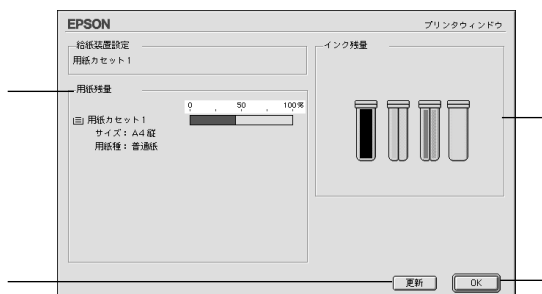 EPSON
プリンタウィンドウ
給紙装置設定
用紙カセット1
用紙残量
0 50 100%
用紙カセット1
サイズ：A4 縦
用紙種：普通紙
インク残量
更新
OK